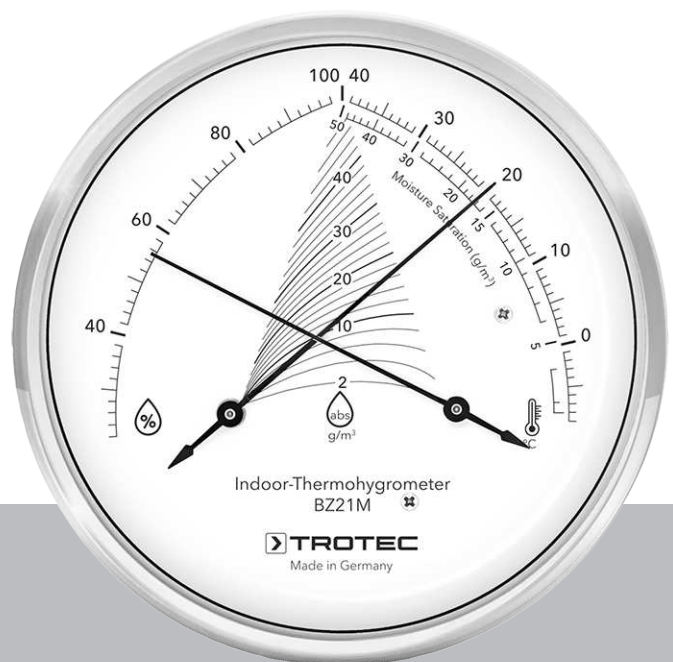 100 40
80
30
50
40
30
20
60
40
20
15
Moisture Saturation (g/m³)
30
10
10
20
40
10
0
5
2
%
abs
g/m³
°C
Indoor-Thermohygrometer
BZ21M
TROTEC
Made in Germany